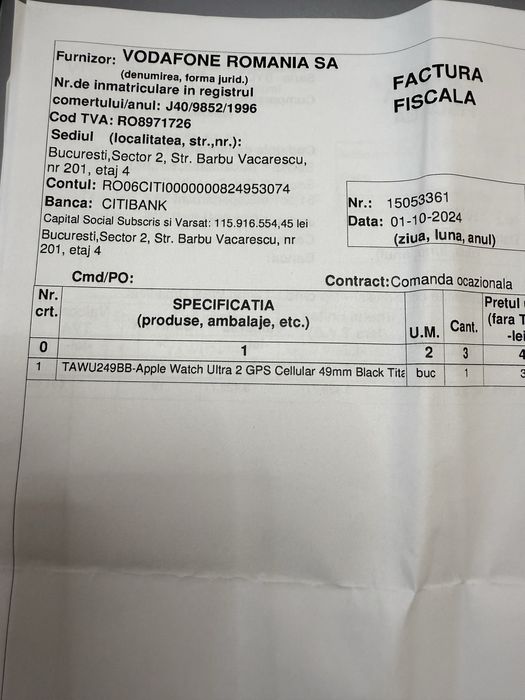 Furnizor: VODAFONE ROMANIA SA
(denumirea, forma jurid.)
Nr.de inmatriculare in registrul
comertului/anul: J40/9852/1996
Cod TVA: RO8971726
Sediul (localitatea, str.,nr.):
Bucuresti,Sector 2, Str. Barbu Vacarescu,
nr 201, etaj 4
Contul: RO06CITI0000000824953074
Banca: CITIBANK
Capital Social Subscris si Varsat: 115.916.554,45 lei
Bucuresti,Sector 2, Str. Barbu Vacarescu, nr
201, etaj 4
FACTURA
FISCALA
Nr.: 15053361
Data: 01-10-2024
(ziua, luna, anul)
Cmd/PO:
Contract:Comanda ocazionala
Nr.
crt.
SPECIFICATIA
(produse, ambalaje, etc.)
U.M.
Cant.
Pretul
(fara
-lei
0 1 2 3 4
1 TAWU249BB-Apple Watch Ultra 2 GPS Cellular 49mm Black Tita buc 1 3